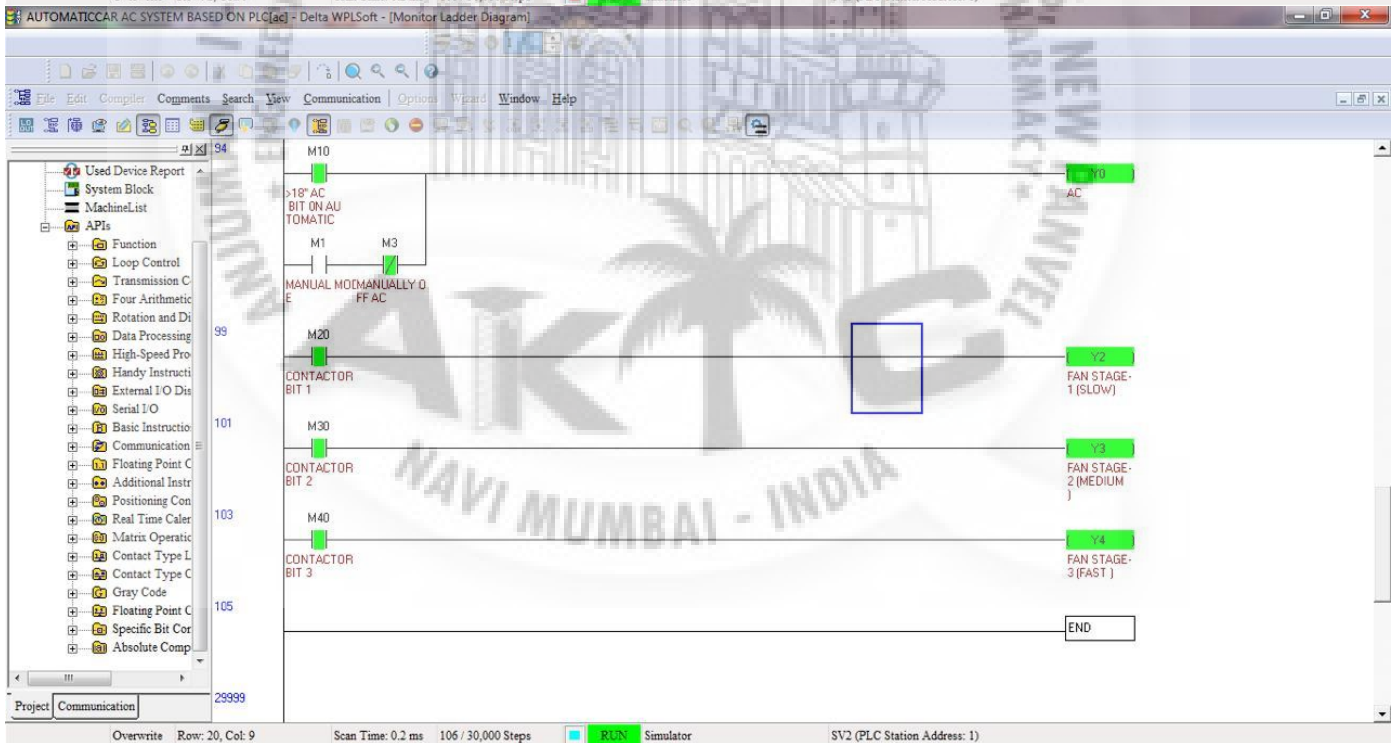 AUTOMATICCAR AC SYSTEM BASED ON PLC[ac] - Delta WPLSoft - [Monitor Ladder Diagram]
File Edit Compiler Comments Search View Communication Options Wizard Window Help
Used Device Report
System Block
MachineList
APIs
Function
Loop Control
Transmission C
Four Arithmetic
Rotation and Di
Data Processing
High-Speed Pro
Handy Instructi
External I/O Dis
Serial I/O
Basic Instructio
Communication
Floating Point C
Additional Instr
Positioning Con
Real Time Caler
Matrix Operatic
Contact Type L
Contact Type C
Gray Code
Floating Point C
Specific Bit Cor
Absolute Comp
Project Communication
94
M10
Y0
>18" AC
BIT ON AU
TOMATIC
AC
M1 M3
MANUAL MODMANUALLY O
E FF AC
99
M20
Y2
CONTACTOR
BIT 1
FAN STAGE-
1 (SLOW)
101
M30
Y3
CONTACTOR
BIT 2
FAN STAGE-
2 (MEDIUM
)
103
M40
Y4
CONTACTOR
BIT 3
FAN STAGE-
3 (FAST )
105
END
29999
Overwrite Row: 20, Col: 9 Scan Time: 0.2 ms 106 / 30,000 Steps RUN Simulator SV2 (PLC Station Address: 1)
AKTC
NAVI MUMBAI - INDIA